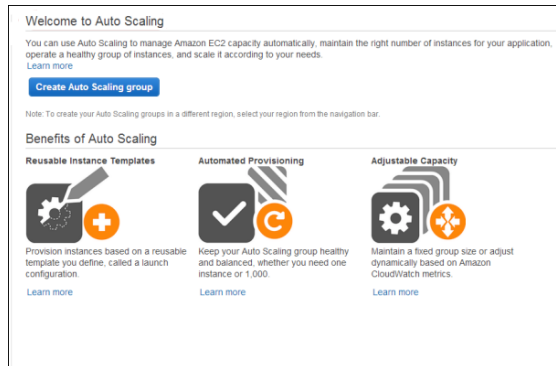 Welcome to Auto Scaling
You can use Auto Scaling to manage Amazon EC2 capacity automatically, maintain the right number of instances for your application,
operate a healthy group of instances, and scale it according to your needs.
Learn more
Create Auto Scaling group
Note: To create your Auto Scaling groups in a different region, select your region from the navigation bar.
Benefits of Auto Scaling
Reusable Instance Templates
Provision instances based on a reusable
template you define, called a launch
configuration.
Learn more
Automated Provisioning
Keep your Auto Scaling group healthy
and balanced, whether you need one
instance or 1,000.
Learn more
Adjustable Capacity
Maintain a fixed group size or adjust
dynamically based on Amazon
CloudWatch metrics.
Learn more